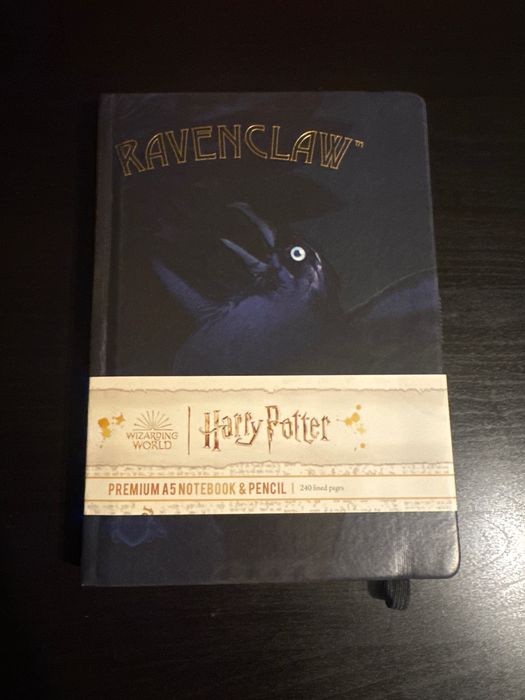 RAVENCLAW™
WIZARDING
WORLD
Harry Potter
PREMIUM A5 NOTEBOOK & PENCIL | 240 lined pages